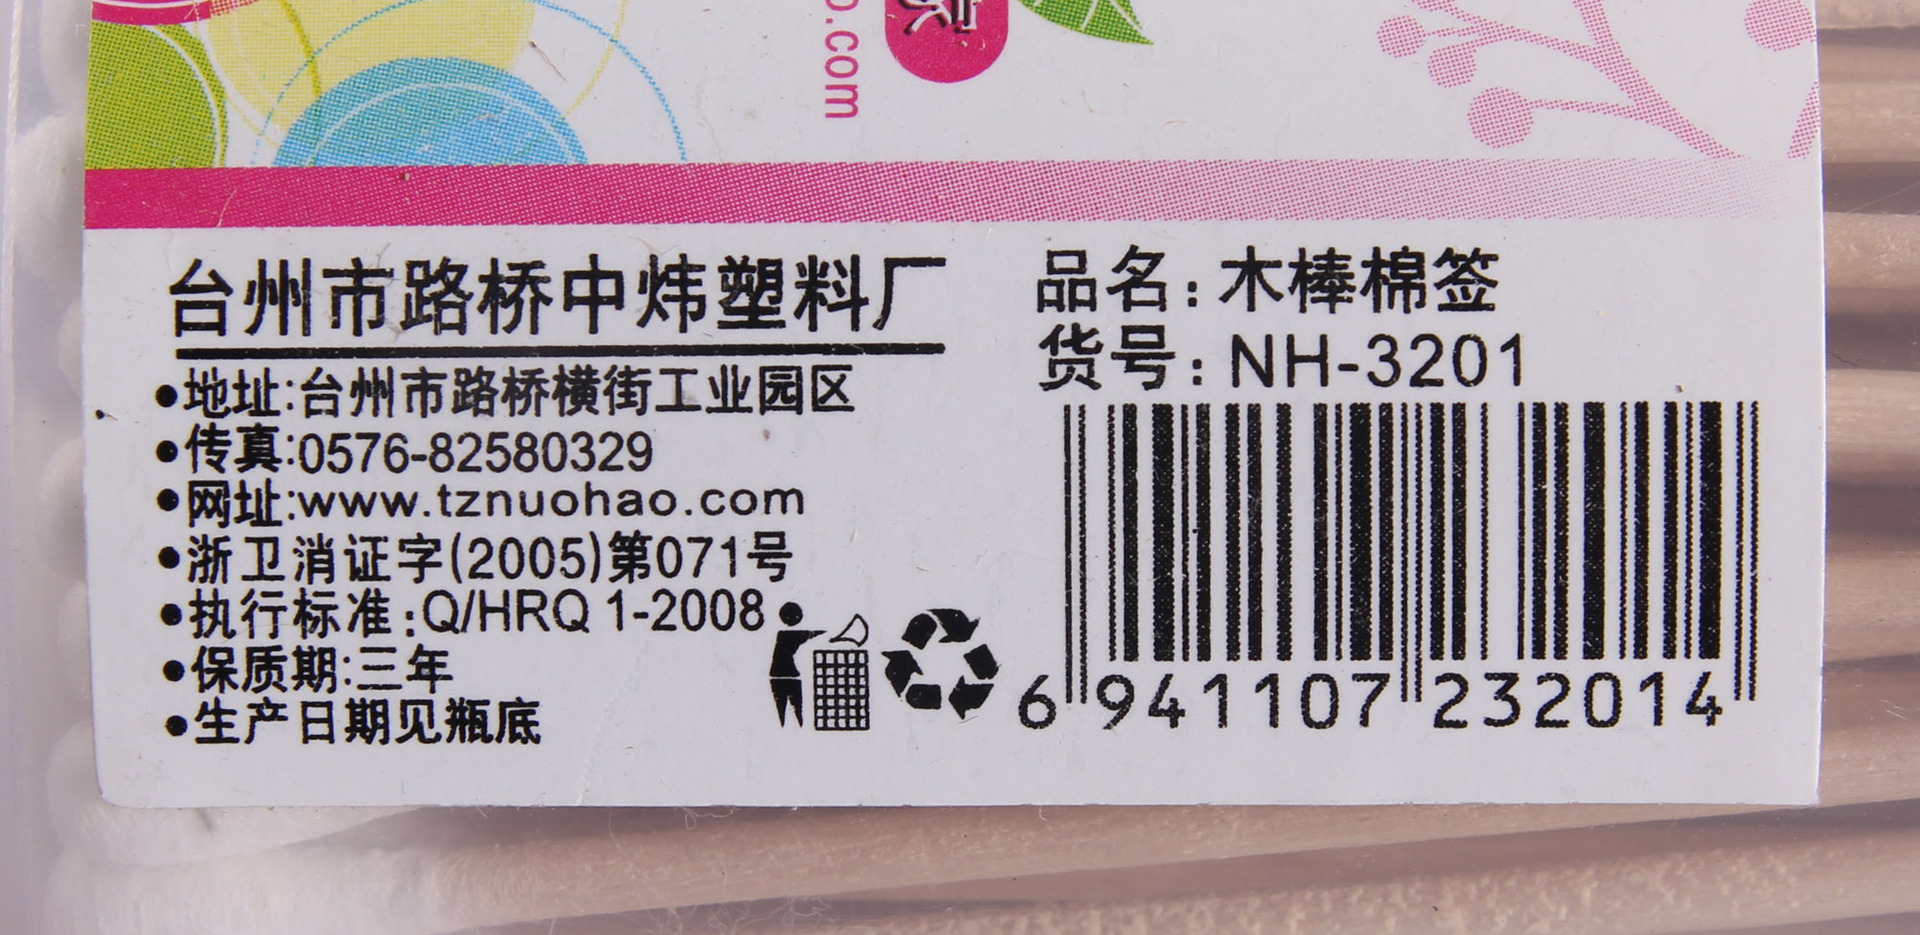 o.com
家
台州市路桥中炜塑料厂
•地址:台州市路桥横街工业园区
•传真:0576-82580329
•网址:www.tznuohao.com
•浙卫消证字(2005)第071号
•执行标准:Q/HRQ 1-2008
•保质期:三年
•生产日期见瓶底
品名:木棒棉签
货号:NH-3201
6 941107 232014